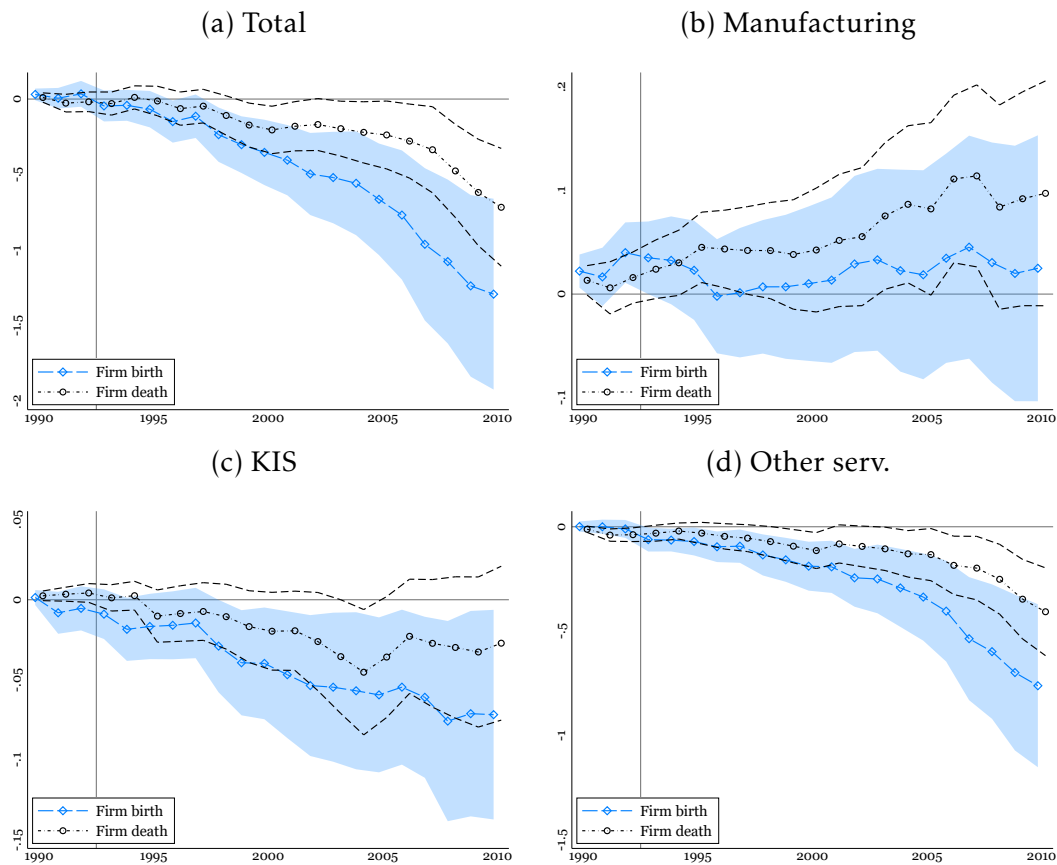 (a) Total
0
-.5
-1
-1.5
-2
Firm birth
Firm death
1990 1995 2000 2005 2010
(b) Manufacturing
.2
.1
0
-.1
Firm birth
Firm death
1990 1995 2000 2005 2010
(c) KIS
.05
0
-.05
-.1
-.15
Firm birth
Firm death
1990 1995 2000 2005 2010
(d) Other serv.
0
-.5
-1
-1.5
Firm birth
Firm death
1990 1995 2000 2005 2010